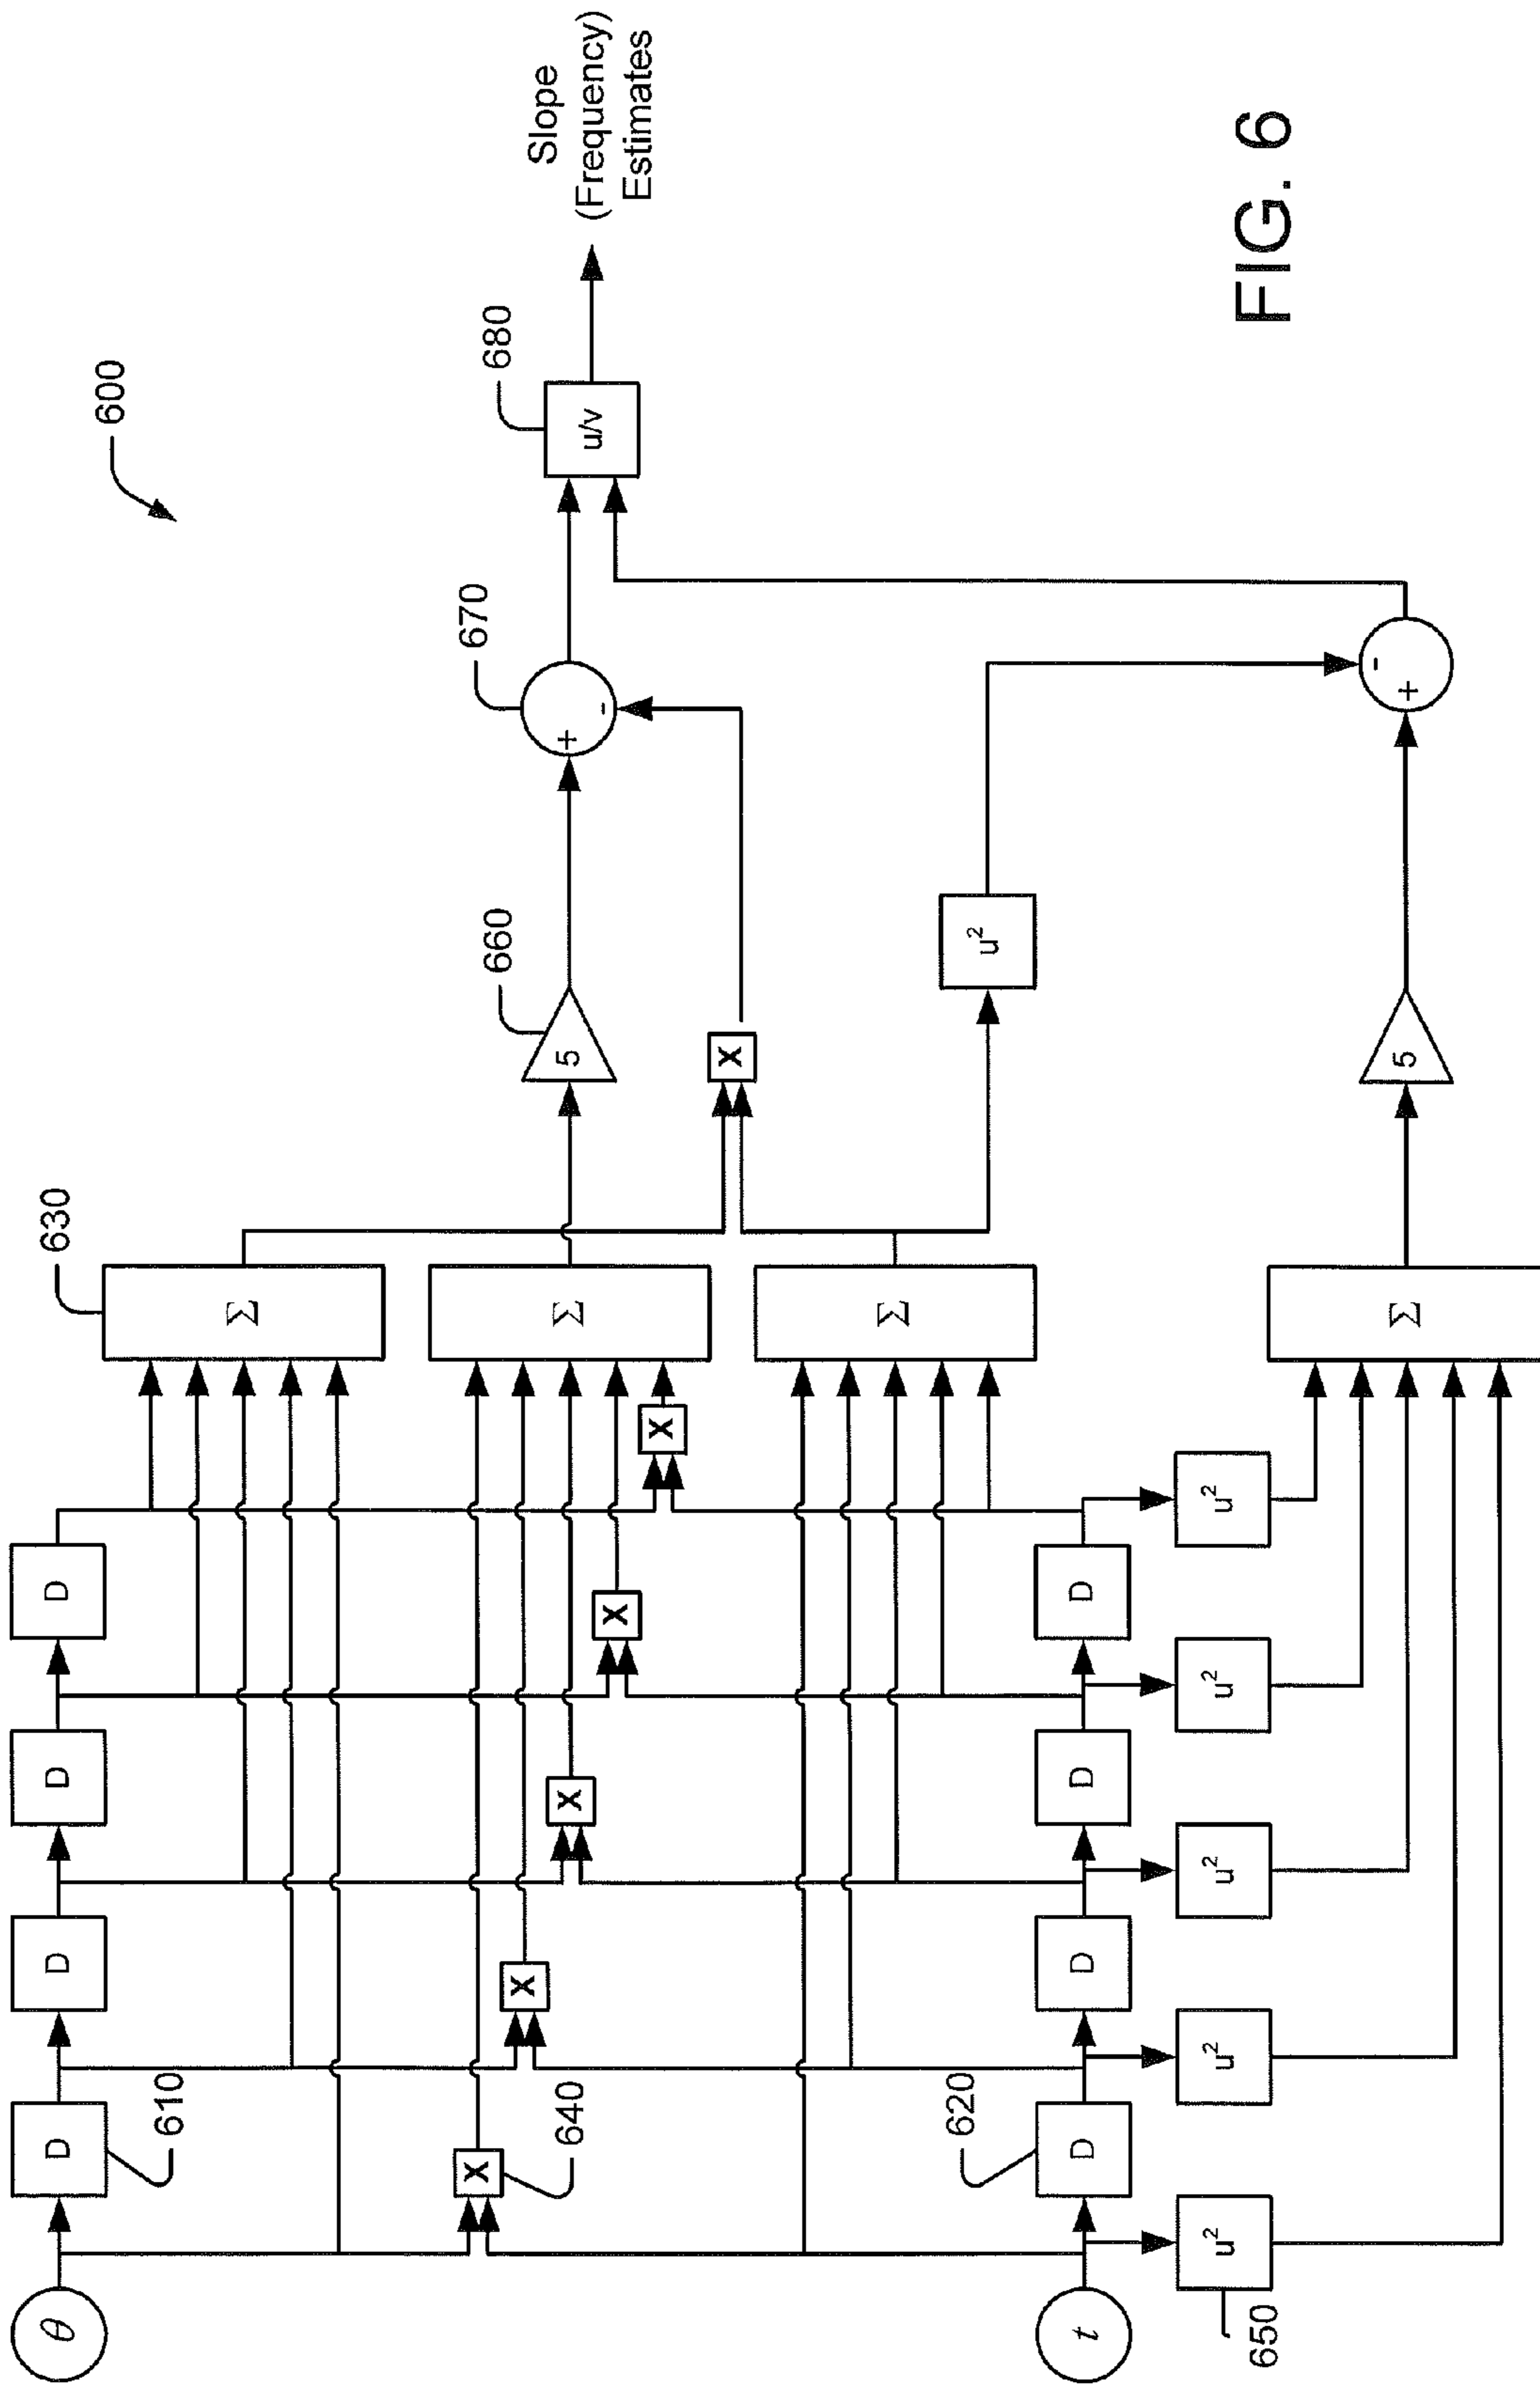 θ
D
D
D
D
630
600
610
Σ
X
640
X
X
X
X
Σ
5
660
+
-
670
u/v
680
Slope
(Frequency)
Estimates
X
Σ
u²
620
t
D
D
D
D
650
u²
u²
u²
u²
u²
Σ
5
+
-
FIG. 6